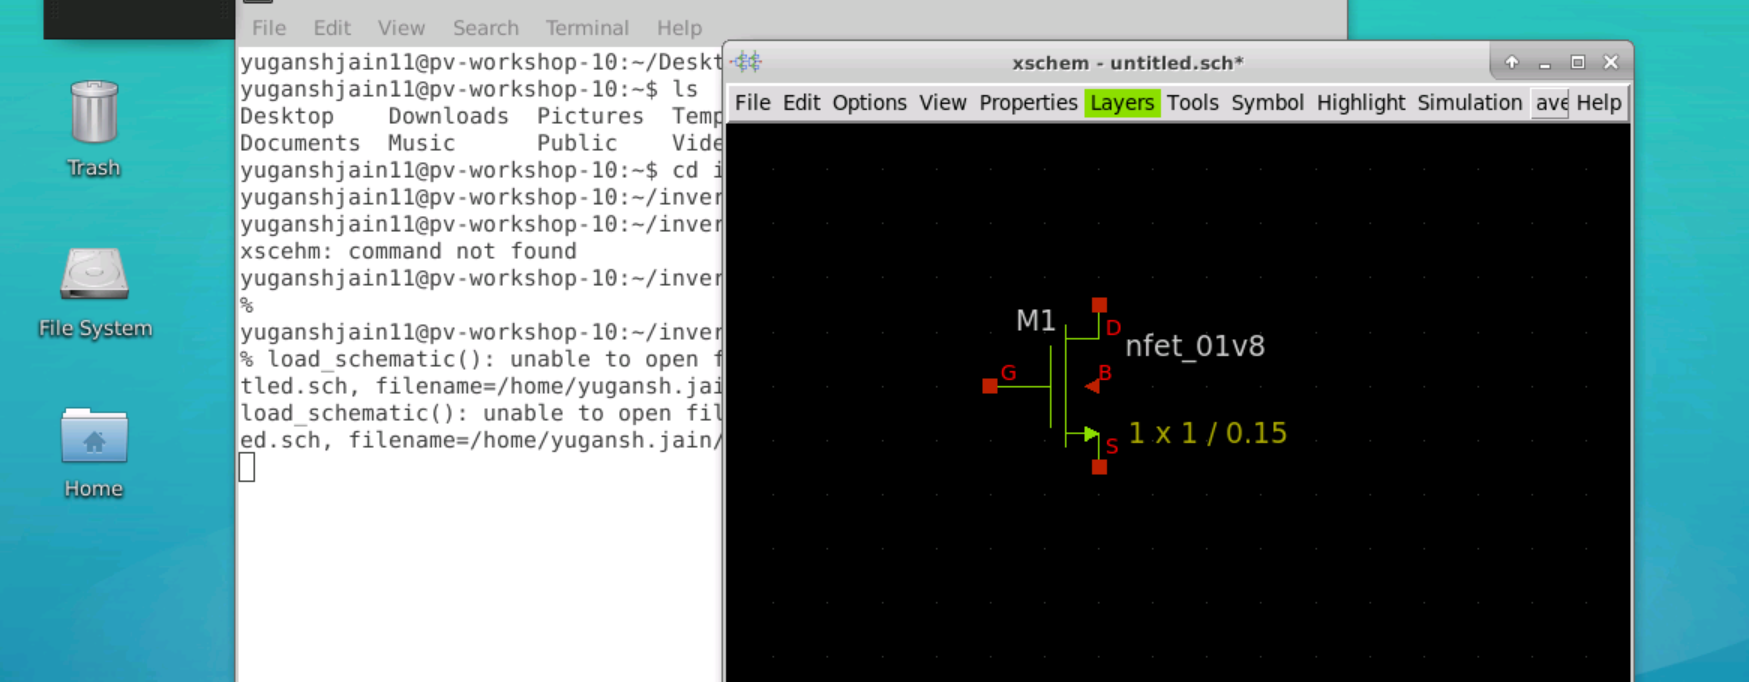 Trash
File System
Home
File Edit View Search Terminal Help
yuganshjain11@pv-workshop-10:~/Deskt
yuganshjain11@pv-workshop-10:~$ ls
Desktop Downloads Pictures Temp
Documents Music Public Vide
yuganshjain11@pv-workshop-10:~$ cd i
yuganshjain11@pv-workshop-10:~/inver
yuganshjain11@pv-workshop-10:~/inver
xscehm: command not found
yuganshjain11@pv-workshop-10:~/inver
%
yuganshjain11@pv-workshop-10:~/inver
% load_schematic(): unable to open f
tled.sch, filename=/home/yugansh.jai
load_schematic(): unable to open fil
ed.sch, filename=/home/yugansh.jain/
xschem - untitled.sch*
File Edit Options View Properties Layers Tools Symbol Highlight Simulation ave Help
M1
D
nfet_01v8
G
B
1 x 1 / 0.15
S